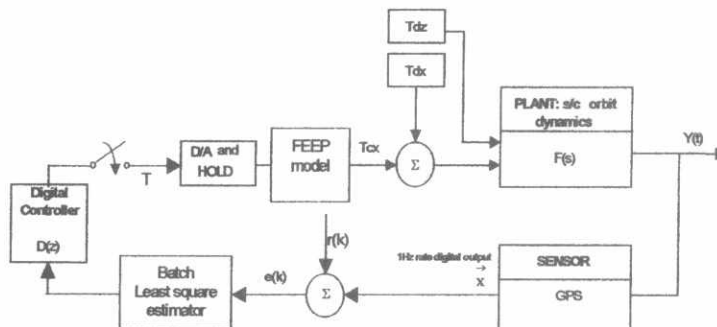 Tdz
Tdx
PLANT: s/c orbit
dynamics
F(s)
Y(t)
D/A and
HOLD
FEEP
model
Tcx
Σ
T
Digital
Controller
D(z)
r(k)
Batch
Least square
estimator
e(k)
Σ
1Hz rate digital output
x
SENSOR
GPS